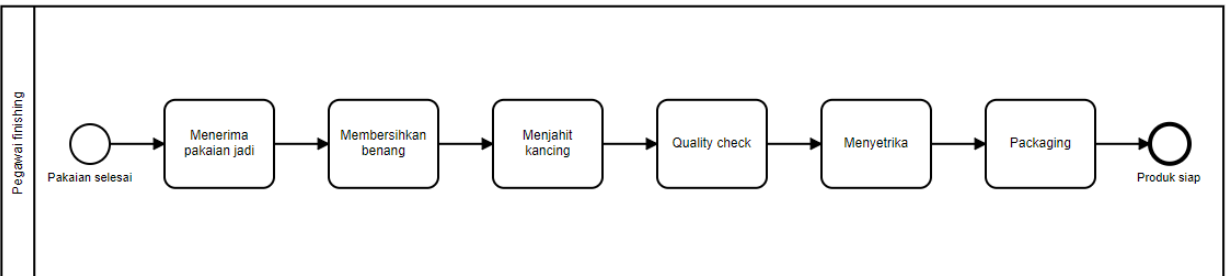 Pegawai finishing
Pakaian selesai
Menerima
pakaian jadi
Membersihkan
benang
Menjahit
kancing
Quality check
Menyetrika
Packaging
Produk siap